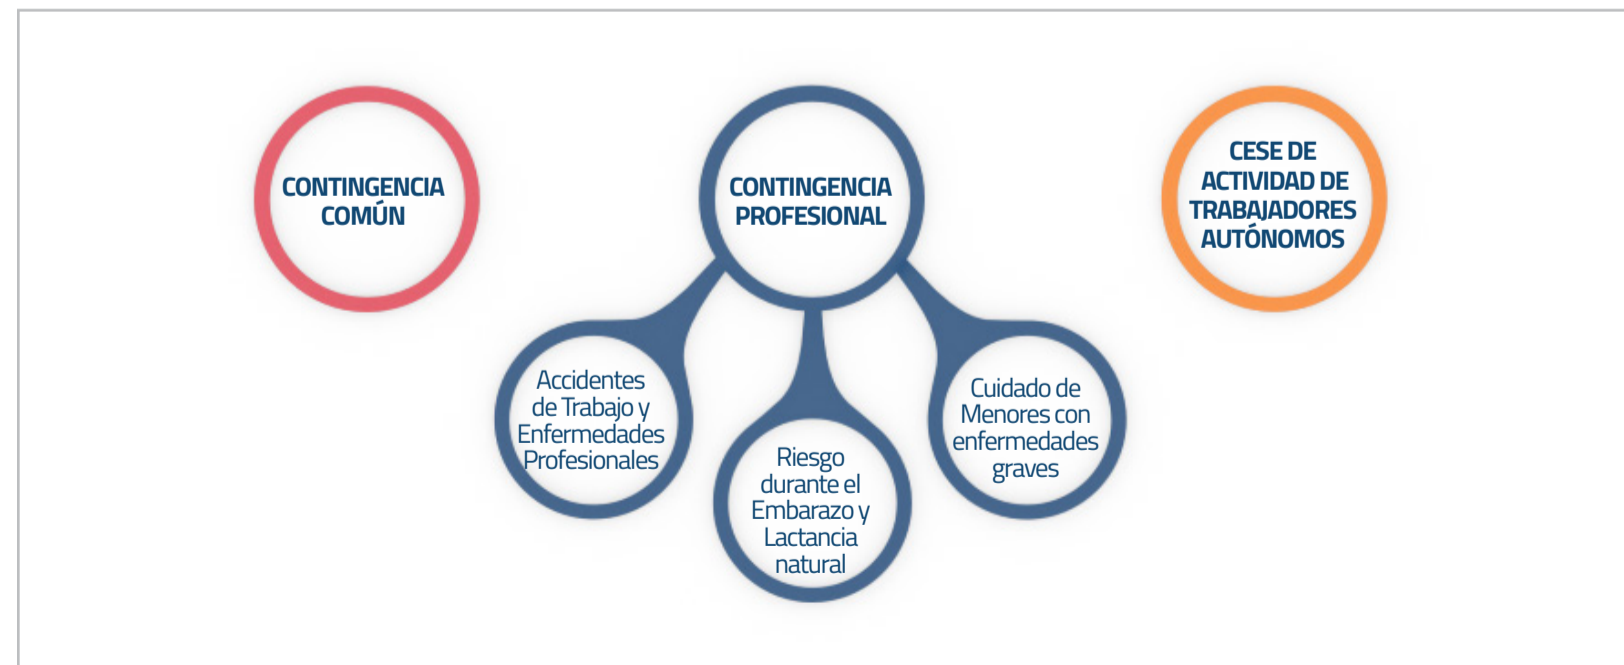 CONTINGENCIA
COMÚN
CONTINGENCIA
PROFESIONAL
CESE DE
ACTIVIDAD DE
TRABAJADORES
AUTÓNOMOS
Accidentes
de Trabajo y
Enfermedades
Profesionales
Riesgo
durante el
Embarazo y
Lactancia
natural
Cuidado de
Menores con
enfermedades
graves